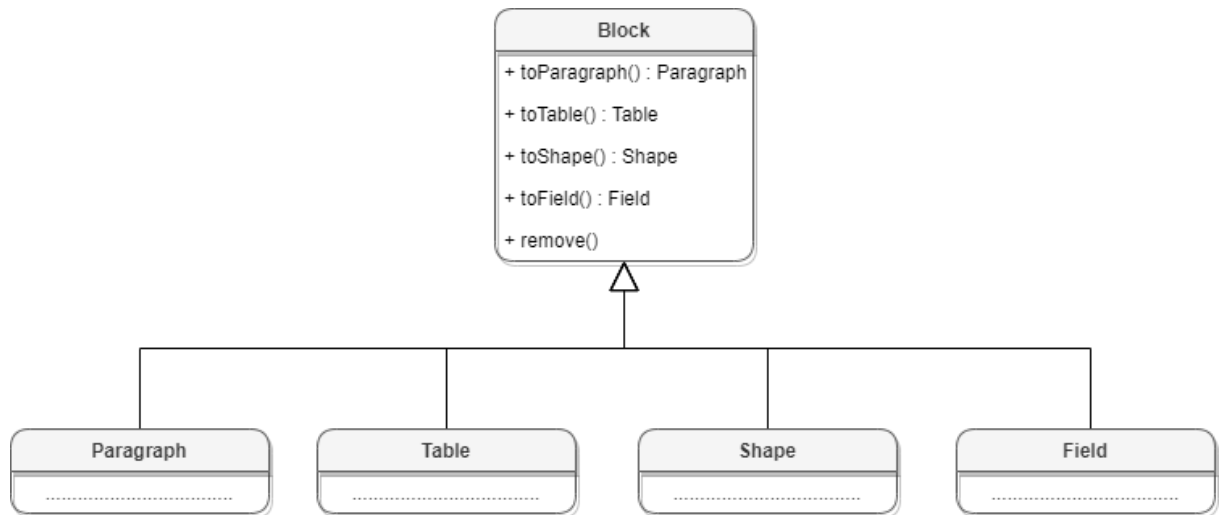 Block
+ toParagraph() : Paragraph
+ toTable() : Table
+ toShape() : Shape
+ toField() : Field
+ remove()
Paragraph
Table
Shape
Field
...................................
...................................
...................................
...................................